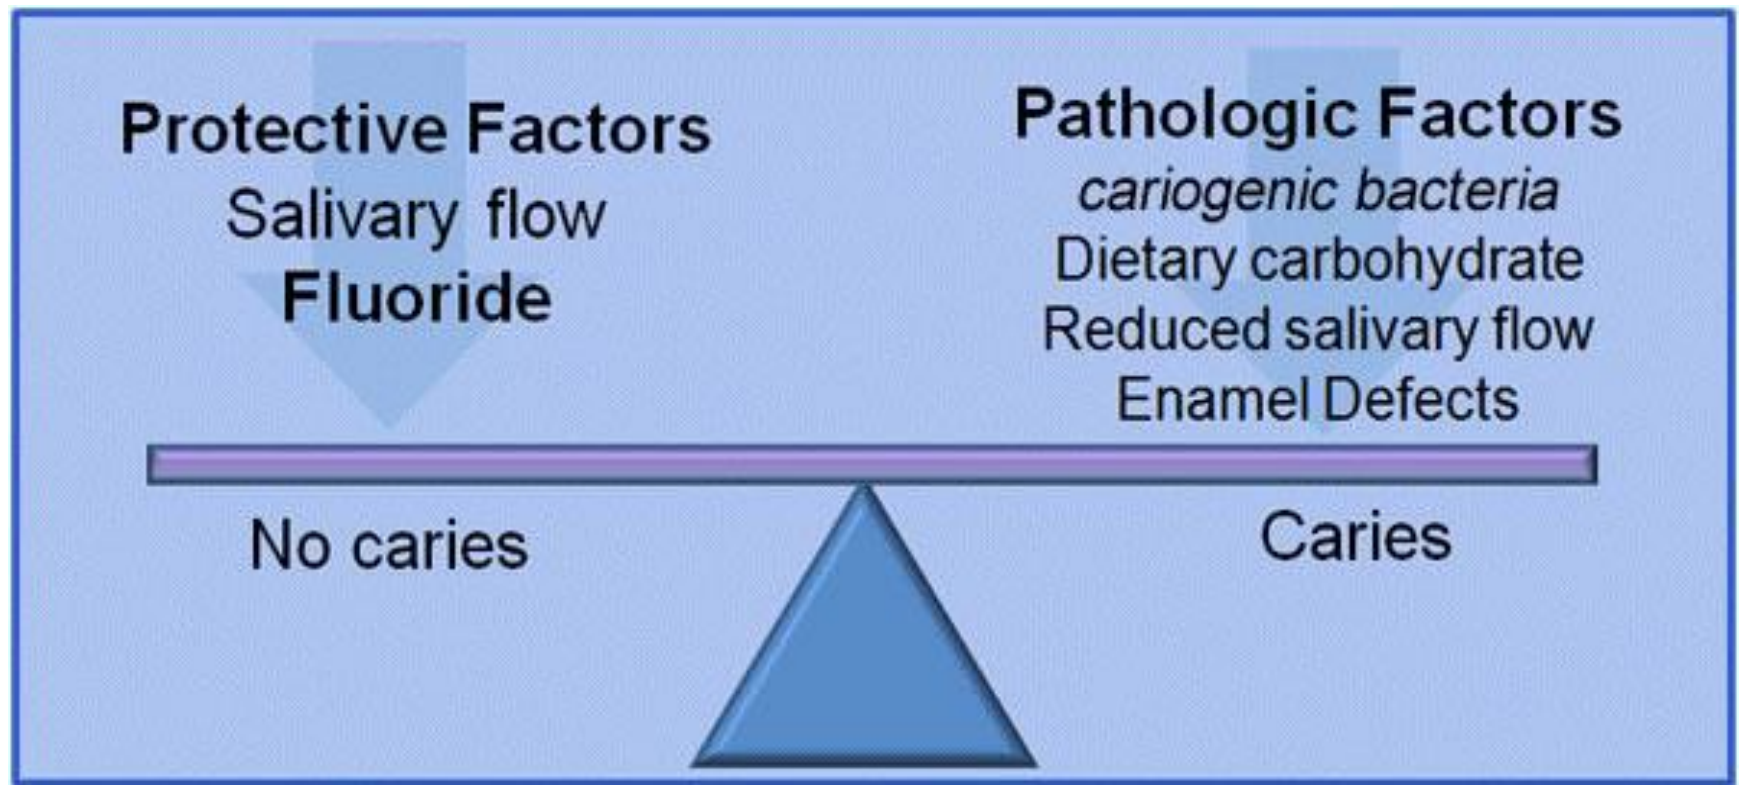 Protective Factors
Salivary flow
Fluoride
Pathologic Factors
cariogenic bacteria
Dietary carbohydrate
Reduced salivary flow
Enamel Defects
No caries
Caries